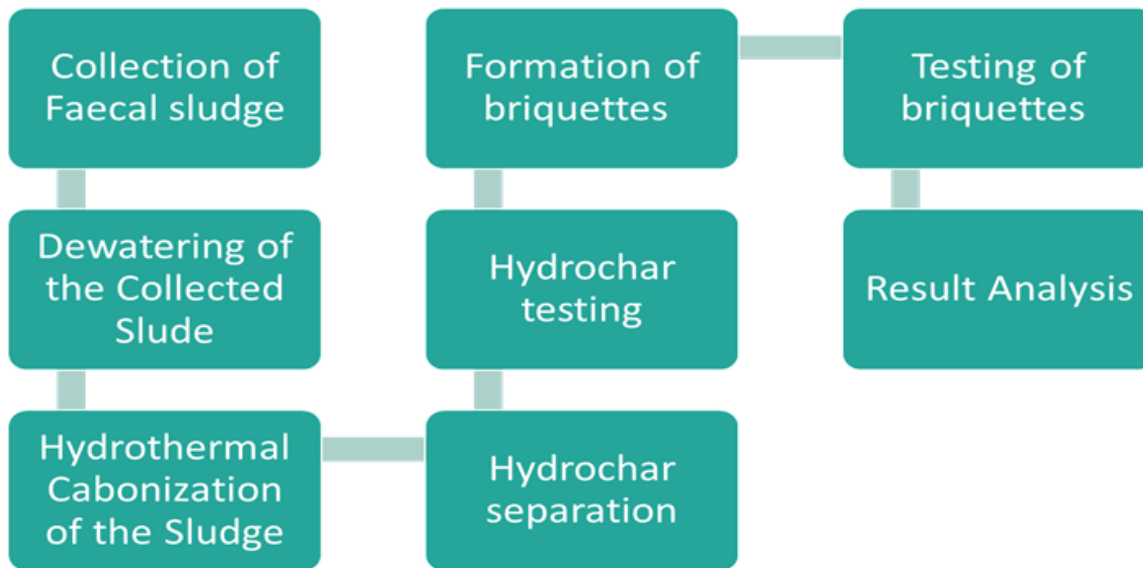 Collection of
Faecal sludge
Dewatering of
the Collected
Slude
Hydrothermal
Cabonization
of the Sludge
Hydrochar
separation
Hydrochar
testing
Formation of
briquettes
Testing of
briquettes
Result Analysis